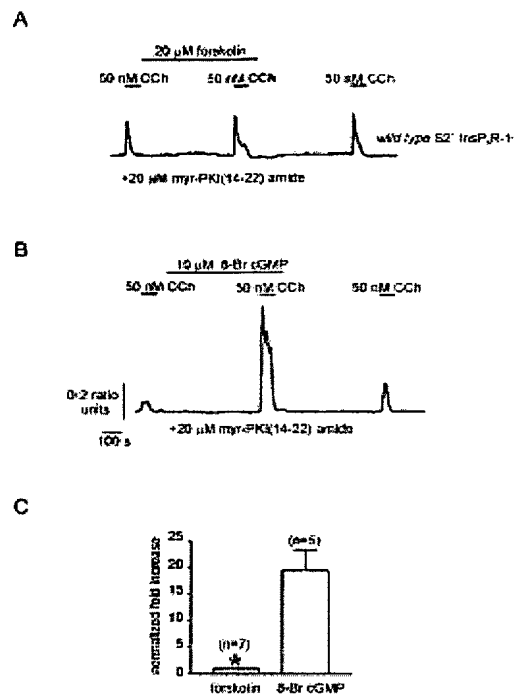 A
20 µM forskolin
50 nM CCh 50 nM CCh 50 nM CCh
wild type S2⁻ InsP₃R-1
+20 µM myr-PKI(14-22) amide
B
10 µM 8-Br cGMP
50 nM CCh 50 nM CCh 50 nM CCh
0·2 ratio
units
100 s
+20 µM myr-PKI(14-22) amide
C
normalized fold increase
25
20
15
10
5
0
(n=5)
(n=7)
*
forskolin 8-Br cGMP